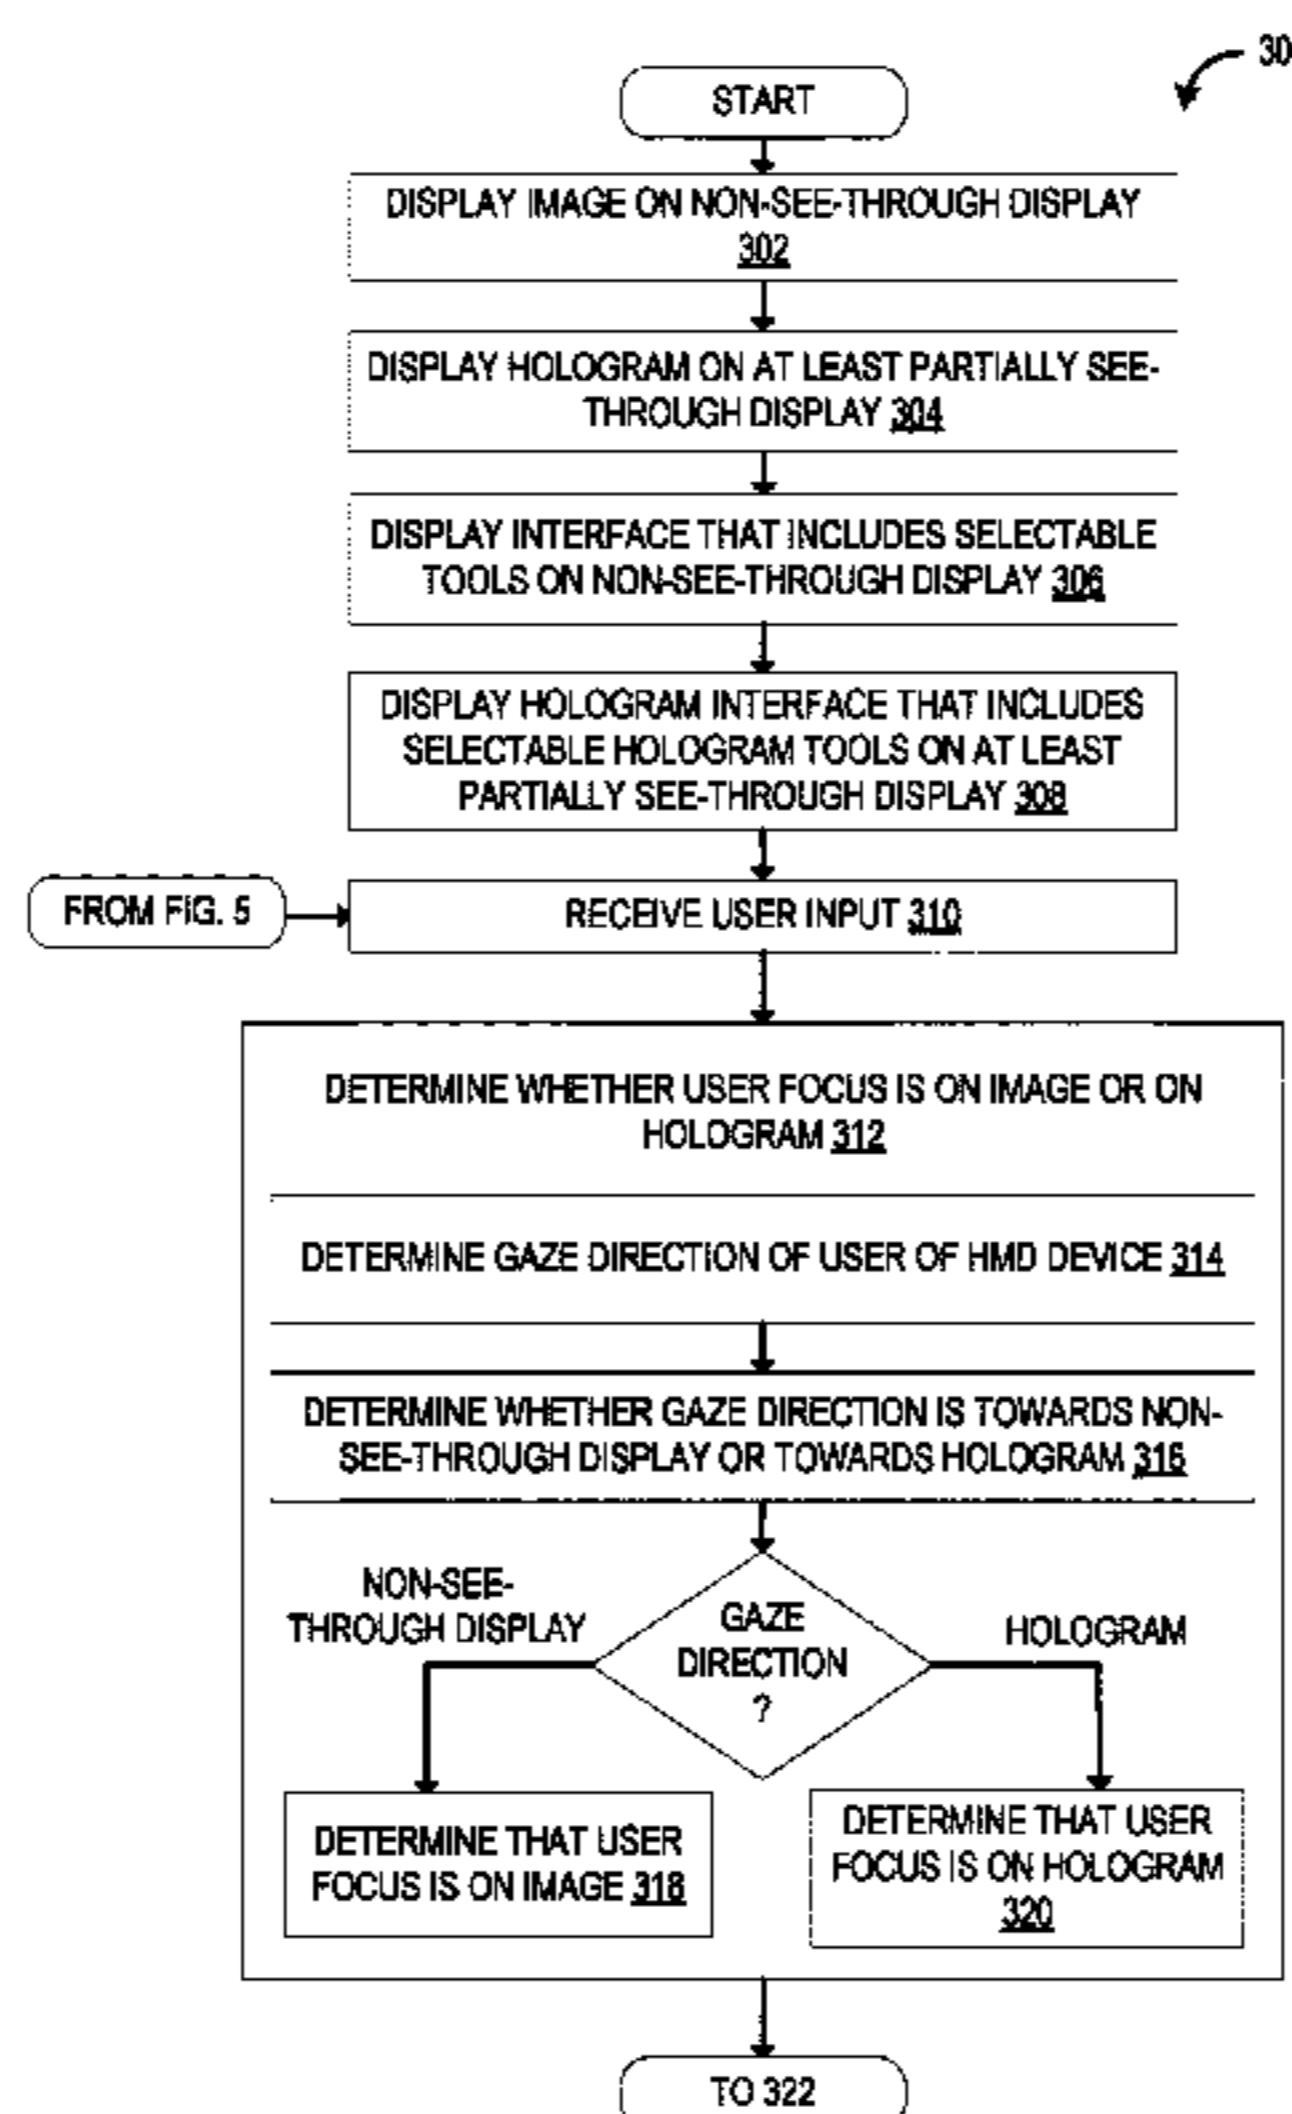 30
START
DISPLAY IMAGE ON NON-SEE-THROUGH DISPLAY
302
DISPLAY HOLOGRAM ON AT LEAST PARTIALLY SEE-
THROUGH DISPLAY 304
DISPLAY INTERFACE THAT INCLUDES SELECTABLE
TOOLS ON NON-SEE-THROUGH DISPLAY 306
DISPLAY HOLOGRAM INTERFACE THAT INCLUDES
SELECTABLE HOLOGRAM TOOLS ON AT LEAST
PARTIALLY SEE-THROUGH DISPLAY 308
FROM FIG. 5
RECEIVE USER INPUT 310
DETERMINE WHETHER USER FOCUS IS ON IMAGE OR ON
HOLOGRAM 312
DETERMINE GAZE DIRECTION OF USER OF HMD DEVICE 314
DETERMINE WHETHER GAZE DIRECTION IS TOWARDS NON-
SEE-THROUGH DISPLAY OR TOWARDS HOLOGRAM 316
NON-SEE-
THROUGH DISPLAY
GAZE
DIRECTION
?
HOLOGRAM
DETERMINE THAT USER
FOCUS IS ON IMAGE 318
DETERMINE THAT USER
FOCUS IS ON HOLOGRAM
320
TO 322